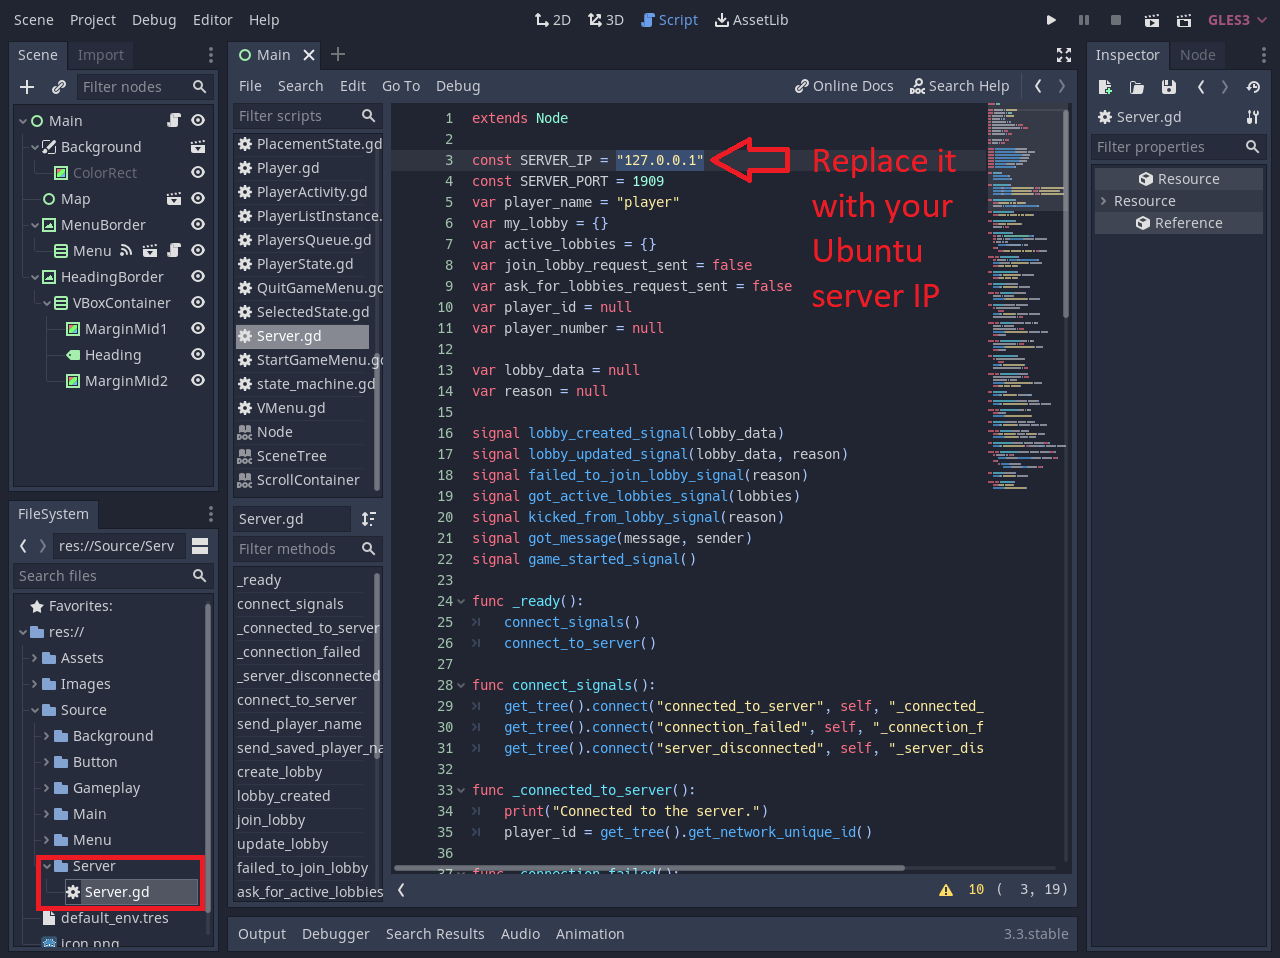 Scene Project Debug Editor Help
2D 3D Script AssetLib
GLES3
Scene Import
Filter nodes
Main
Background
ColorRect
Map
MenuBorder
Menu
HeadingBorder
VBoxContainer
MarginMid1
Heading
MarginMid2
FileSystem
res://Source/Serv
Search files
Favorites:
res://
Assets
Images
Source
Background
Button
Gameplay
Main
Menu
Server
Server.gd
default_env.tres
icon.png
Main
File Search Edit Go To Debug
Online Docs Search Help
Filter scripts
PlacementState.gd
Player.gd
PlayerActivity.gd
PlayerListInstance.
PlayersQueue.gd
PlayerState.gd
QuitGameMenu.gd
SelectedState.gd
Server.gd
StartGameMenu.gd
state_machine.gd
VMenu.gd
Node
SceneTree
ScrollContainer
Server.gd
Filter methods
_ready
connect_signals
_connected_to_server
_connection_failed
_server_disconnected
connect_to_server
send_player_name
send_saved_player_na
create_lobby
lobby_created
join_lobby
update_lobby
failed_to_join_lobby
ask_for_active_lobbies
1 extends Node
2
3 const SERVER_IP = "127.0.0.1"
4 const SERVER_PORT = 1909
5 var player_name = "player"
6 var my_lobby = {}
7 var active_lobbies = {}
8 var join_lobby_request_sent = false
9 var ask_for_lobbies_request_sent = false
10 var player_id = null
11 var player_number = null
12
13 var lobby_data = null
14 var reason = null
15
16 signal lobby_created_signal(lobby_data)
17 signal lobby_updated_signal(lobby_data, reason)
18 signal failed_to_join_lobby_signal(reason)
19 signal got_active_lobbies_signal(lobbies)
20 signal kicked_from_lobby_signal(reason)
21 signal got_message(message, sender)
22 signal game_started_signal()
23
24 func _ready():
25 connect_signals()
26 connect_to_server()
27
28 func connect_signals():
29 get_tree().connect("connected_to_server", self, "_connected_
30 get_tree().connect("connection_failed", self, "_connection_f
31 get_tree().connect("server_disconnected", self, "_server_dis
32
33 func _connected_to_server():
34 print("Connected to the server.")
35 player_id = get_tree().get_network_unique_id()
36
37 func _connection_failed():
Replace it
with your
Ubuntu
server IP
10 ( 3, 19)
Output Debugger Search Results Audio Animation
3.3.stable
Inspector Node
Server.gd
Filter properties
Resource
Resource
Reference